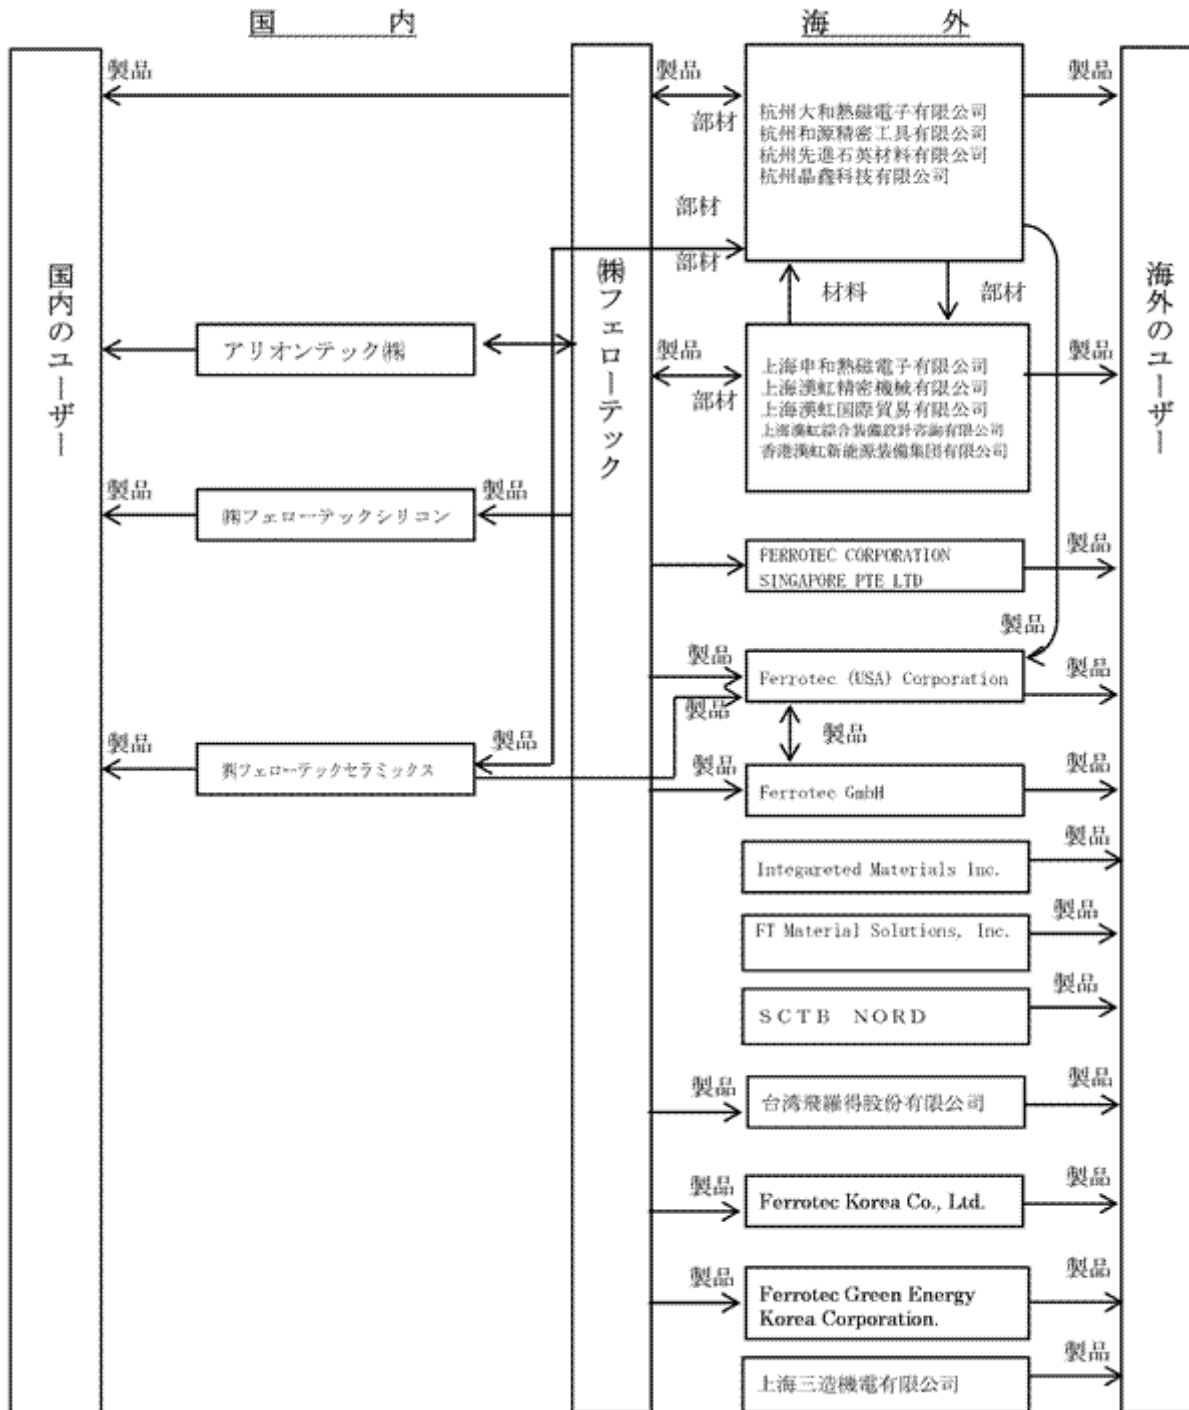 国 内
海 外
製品
製品
製品
部材
杭州大和熱磁電子有限公司
杭州和源精密工具有限公司
杭州先進石英材料有限公司
杭州晶鑫科技有限公司
部材
部材
国内のユーザー
㈱フェローテック
海外のユーザー
材料
部材
アリオンテック㈱
製品
部材
製品
上海申和熱磁電子有限公司
上海漢虹精密機械有限公司
上海漢虹国際貿易有限公司
上海漢虹綜合装備設計咨詢有限公司
香港漢虹新能源装備集団有限公司
製品
㈱フェローテックシリコン
製品
FERROTEC CORPORATION
SINGAPORE PTE LTD
製品
製品
製品
Ferrotec (USA) Corporation
製品
製品
製品
製品
㈱フェローテックセラミックス
製品
製品
Ferrotec GmbH
製品
Integareted Materials Inc.
製品
FT Material Solutions, Inc.
製品
SCTB NORD
製品
製品
台湾飛羅得股份有限公司
製品
製品
Ferrotec Korea Co., Ltd.
製品
製品
Ferrotec Green Energy
Korea Corporation.
製品
上海三造機電有限公司
製品